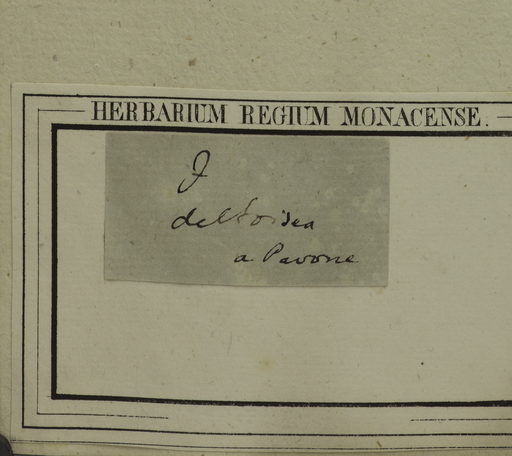 HERBARIUM REGIUM MONACENSE.
deltoidea
a Pavone